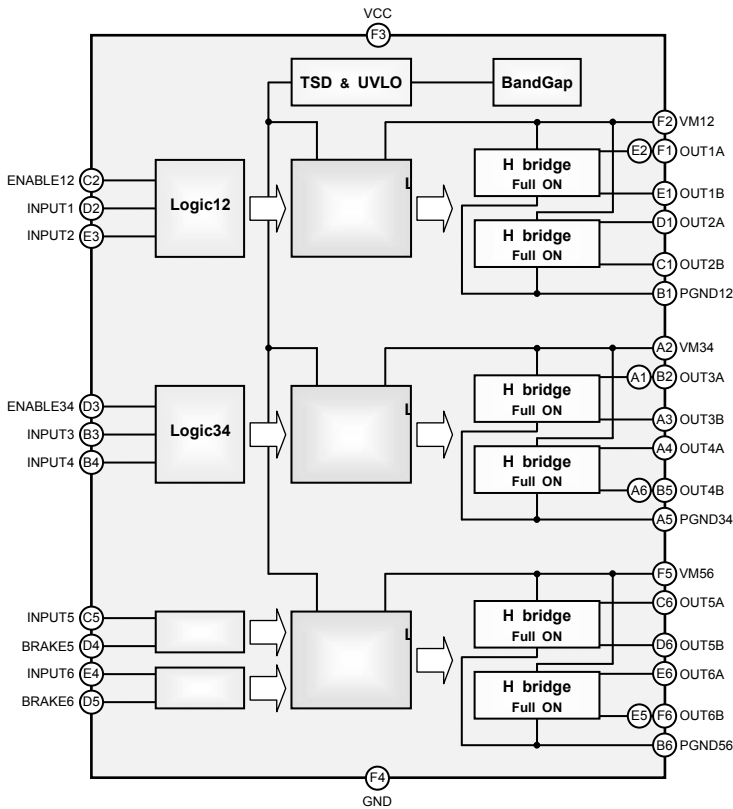 VCC
F3
TSD & UVLO
BandGap
F2 VM12
E2 F1 OUT1A
H bridge
Full ON
E1 OUT1B
ENABLE12 C2
INPUT1 D2
INPUT2 E3
Logic12
L
D1 OUT2A
H bridge
Full ON
C1 OUT2B
B1 PGND12
A2 VM34
A1 B2 OUT3A
H bridge
Full ON
A3 OUT3B
ENABLE34 D3
INPUT3 B3
INPUT4 B4
Logic34
L
A4 OUT4A
H bridge
Full ON
A6 B5 OUT4B
A5 PGND34
F5 VM56
C6 OUT5A
H bridge
Full ON
D6 OUT5B
INPUT5 C5
BRAKE5 D4
INPUT6 E4
BRAKE6 D5
L
E6 OUT6A
H bridge
Full ON
E5 F6 OUT6B
B6 PGND56
F4
GND